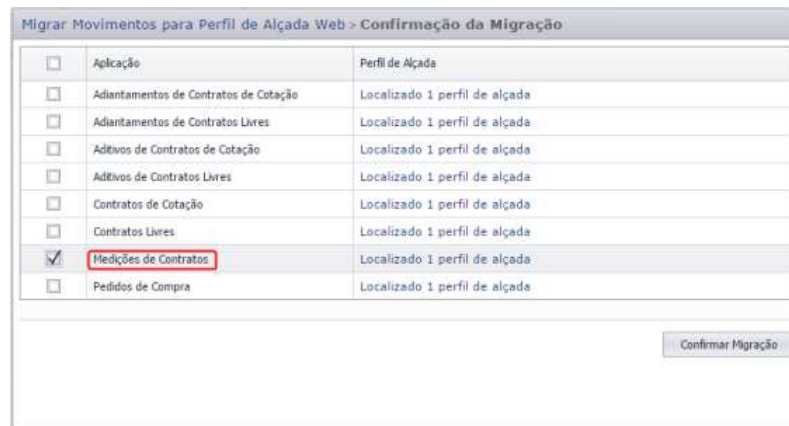 Migrar Movimentos para Perfil de Alçada Web > Confirmação da Migração
Aplicação Perfil de Alçada
Adiantamentos de Contratos de Cotação Localizado 1 perfil de alçada
Adiantamentos de Contratos Livres Localizado 1 perfil de alçada
Aditivos de Contratos de Cotação Localizado 1 perfil de alçada
Aditivos de Contratos Livres Localizado 1 perfil de alçada
Contratos de Cotação Localizado 1 perfil de alçada
Contratos Livres Localizado 1 perfil de alçada
Medições de Contratos Localizado 1 perfil de alçada
Pedidos de Compra Localizado 1 perfil de alçada
Confirmar Migração